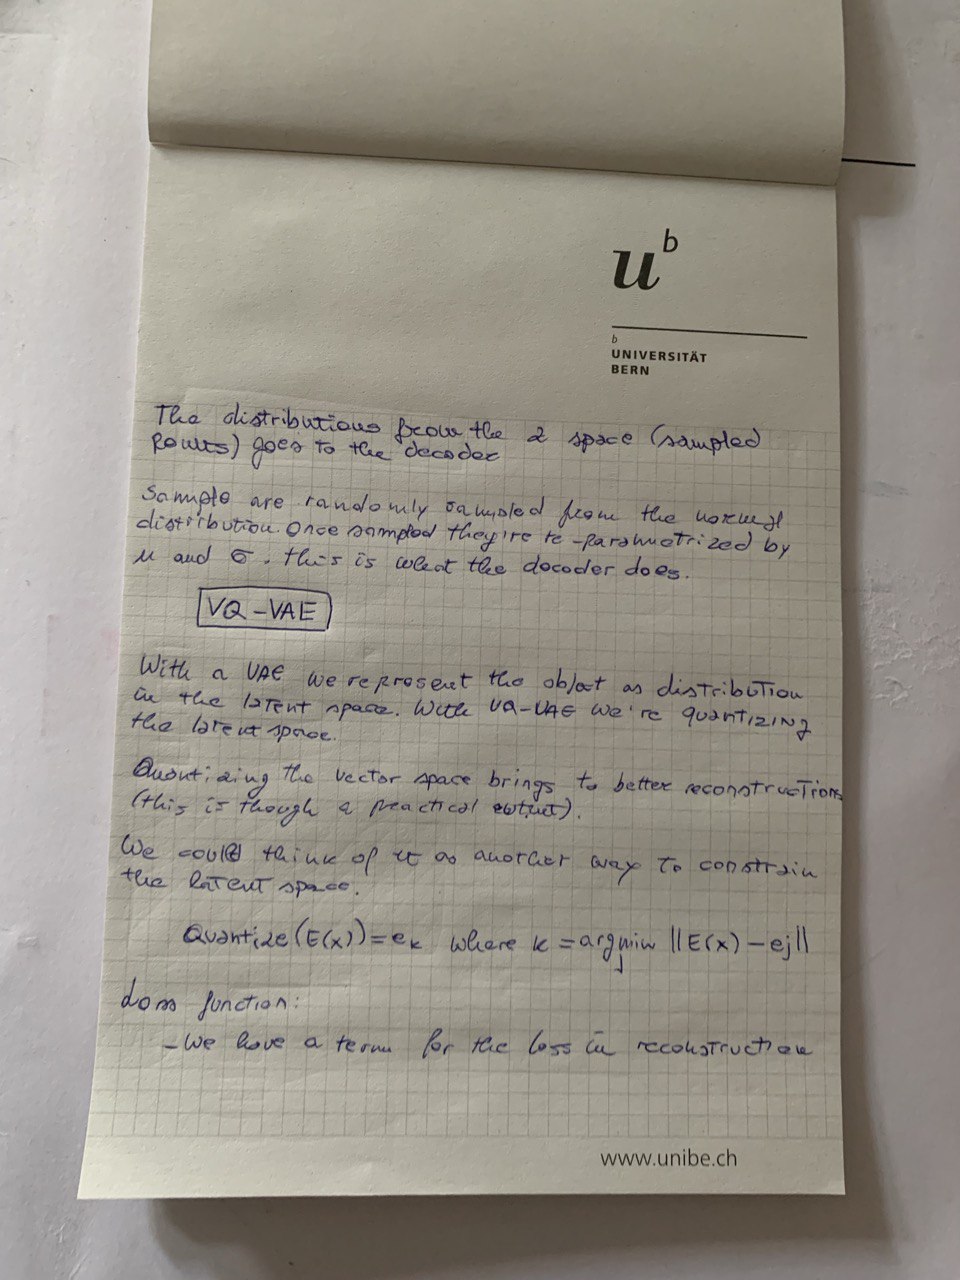 u b
b
UNIVERSITÄT
BERN
The distributions from the z space (sampled
points) goes to the decoder
Sample are randomly sampled from the normal
distribution. Once sampled they're re-parametrized by
μ and σ. this is what the decoder does.
VQ-VAE
With a VAE we represent the object as distribution
in the latent space. With VQ-VAE we're quantizing
the latent space.
Quantizing the vector space brings to better reconstructions
(this is though a practical
We could think of it as another way to constrain
the latent space.
Quantize(E(x)) = e_k where k = argmin_j ||E(x) - e_j||
Loss function:
- We have a term for the loss in reconstruction
www.unibe.ch